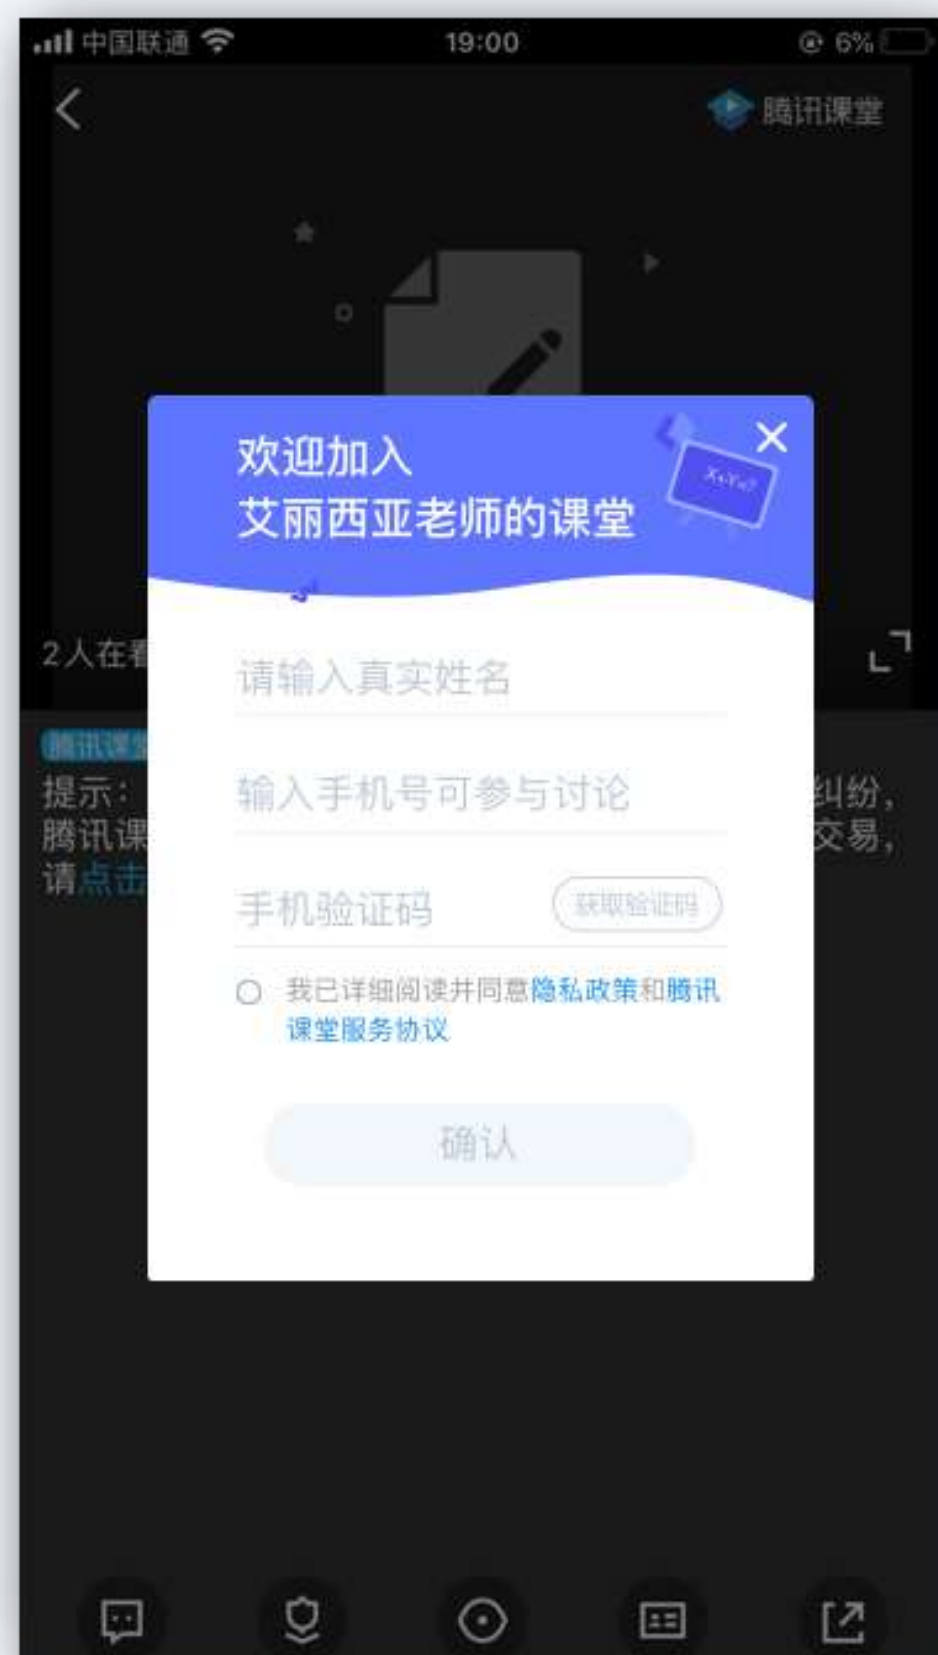 中国联通
19:00
6%
腾讯课堂
欢迎加入
艾丽西亚老师的课堂
X+Y=?
2人在看
请输入真实姓名
腾讯课堂
提示：
输入手机号可参与讨论
纠纷，
腾讯课
交易，
请点击
手机验证码
获取验证码
我已详细阅读并同意隐私政策和腾讯
课堂服务协议
确认